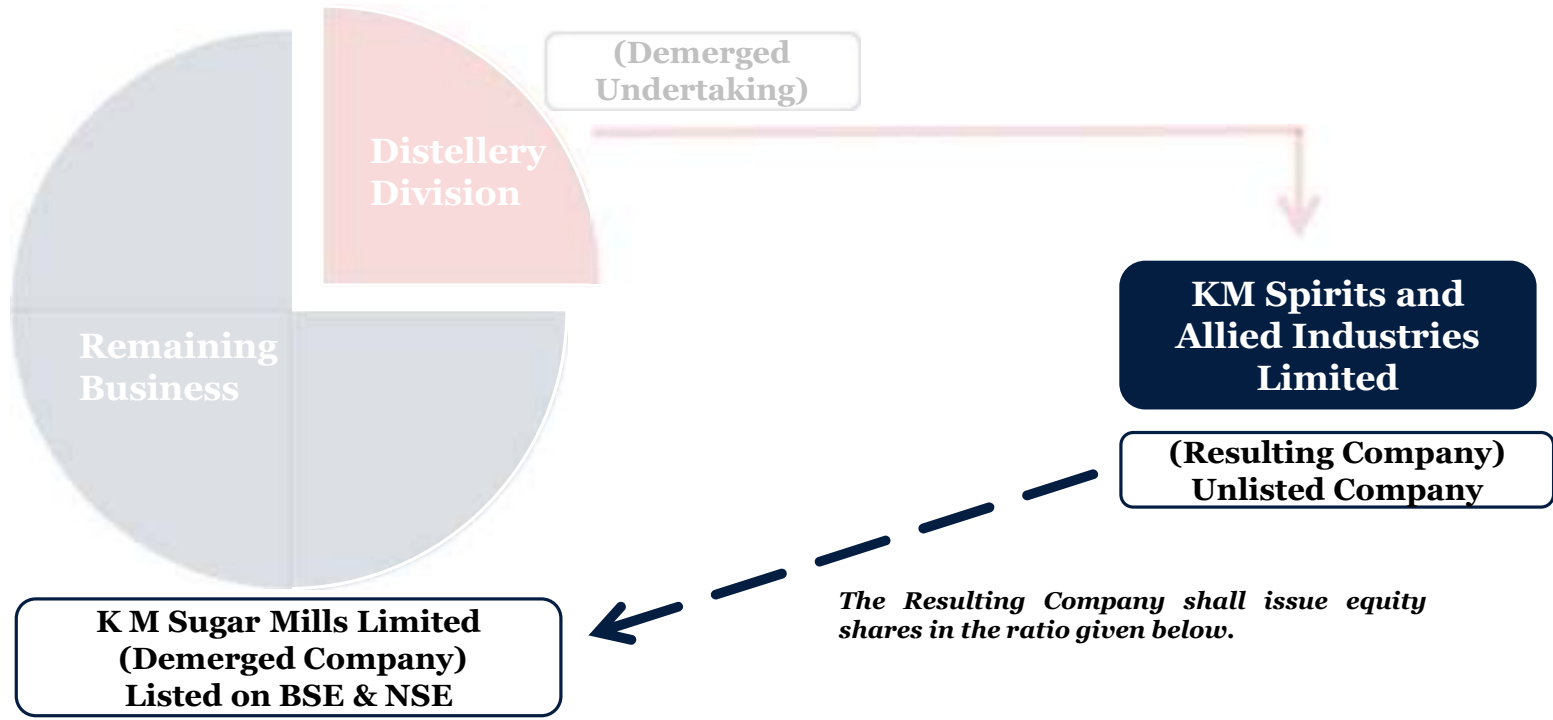 (Demerged
Undertaking)
Distellery
Division
Remaining
Business
KM Spirits and
Allied Industries
Limited
(Resulting Company)
Unlisted Company
The Resulting Company shall issue equity
shares in the ratio given below.
K M Sugar Mills Limited
(Demerged Company)
Listed on BSE & NSE